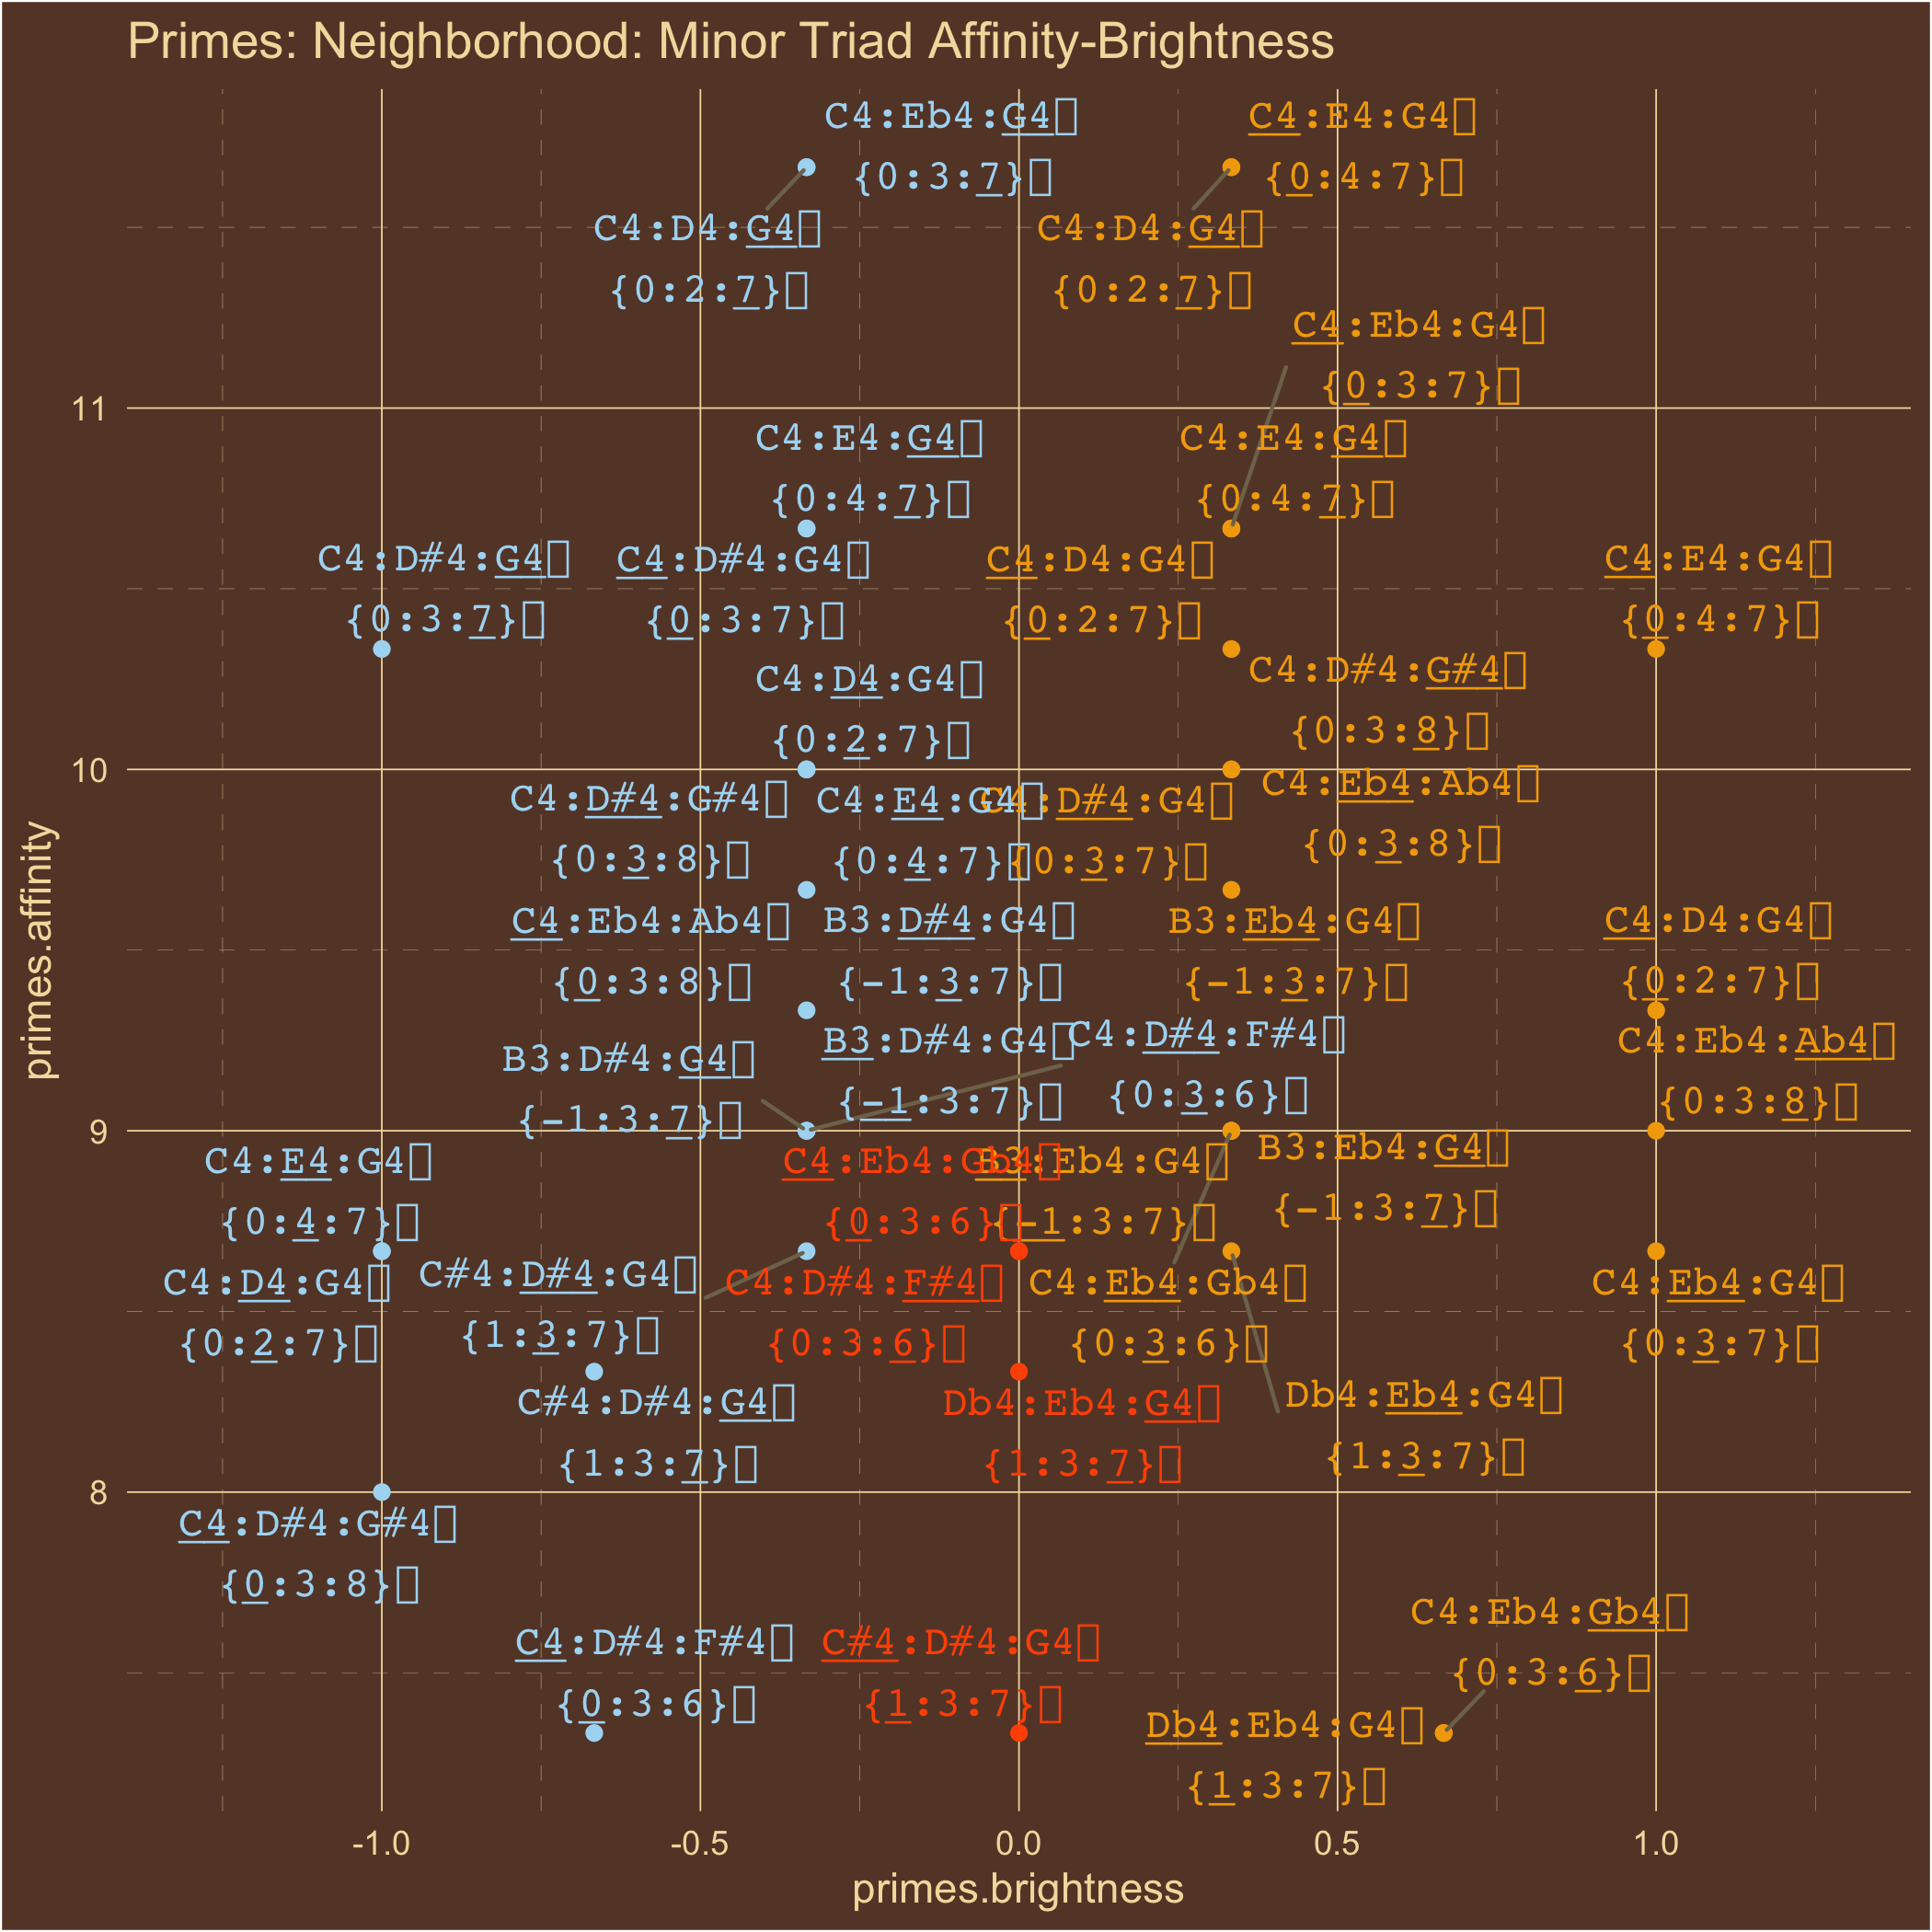 Primes: Neighborhood: Minor Triad Affinity-Brightness
C4:Eb4:G4
{0:3:7}
C4:E4:G4
{0:4:7}
C4:D4:G4
{0:2:7}
C4:D4:G4
{0:2:7}
C4:Eb4:G4
{0:3:7}
11
C4:E4:G4
{0:4:7}
C4:E4:G4
{0:4:7}
C4:D#4:G4
{0:3:7}
C4:D#4:G4
{0:3:7}
C4:D4:G4
{0:2:7}
C4:E4:G4
{0:4:7}
C4:D4:G4
{0:2:7}
C4:D#4:G#4
{0:3:8}
10
C4:D#4:G#4
{0:3:8}
C4:E4:G4
{0:4:7}
C4:D#4:G4
{0:3:7}
C4:Eb4:Ab4
{0:3:8}
C4:Eb4:Ab4
{0:3:8}
B3:D#4:G4
{-1:3:7}
B3:Eb4:G4
{-1:3:7}
C4:D4:G4
{0:2:7}
B3:D#4:G4
{-1:3:7}
B3:D#4:G4
{-1:3:7}
C4:D#4:F#4
{0:3:6}
C4:Eb4:Ab4
{0:3:8}
9
C4:E4:G4
{0:4:7}
C4:Eb4:Gb4
{0:3:6}
B3:Eb4:G4
{-1:3:7}
B3:Eb4:G4
{-1:3:7}
C4:D4:G4
{0:2:7}
C#4:D#4:G4
{1:3:7}
C4:D#4:F#4
{0:3:6}
C4:Eb4:Gb4
{0:3:6}
C4:Eb4:G4
{0:3:7}
C#4:D#4:G4
{1:3:7}
Db4:Eb4:G4
{1:3:7}
Db4:Eb4:G4
{1:3:7}
8
C4:D#4:G#4
{0:3:8}
C4:D#4:F#4
{0:3:6}
C#4:D#4:G4
{1:3:7}
C4:Eb4:Gb4
{0:3:6}
Db4:Eb4:G4
{1:3:7}
-1.0
-0.5
0.0
0.5
1.0
primes.brightness
primes.affinity